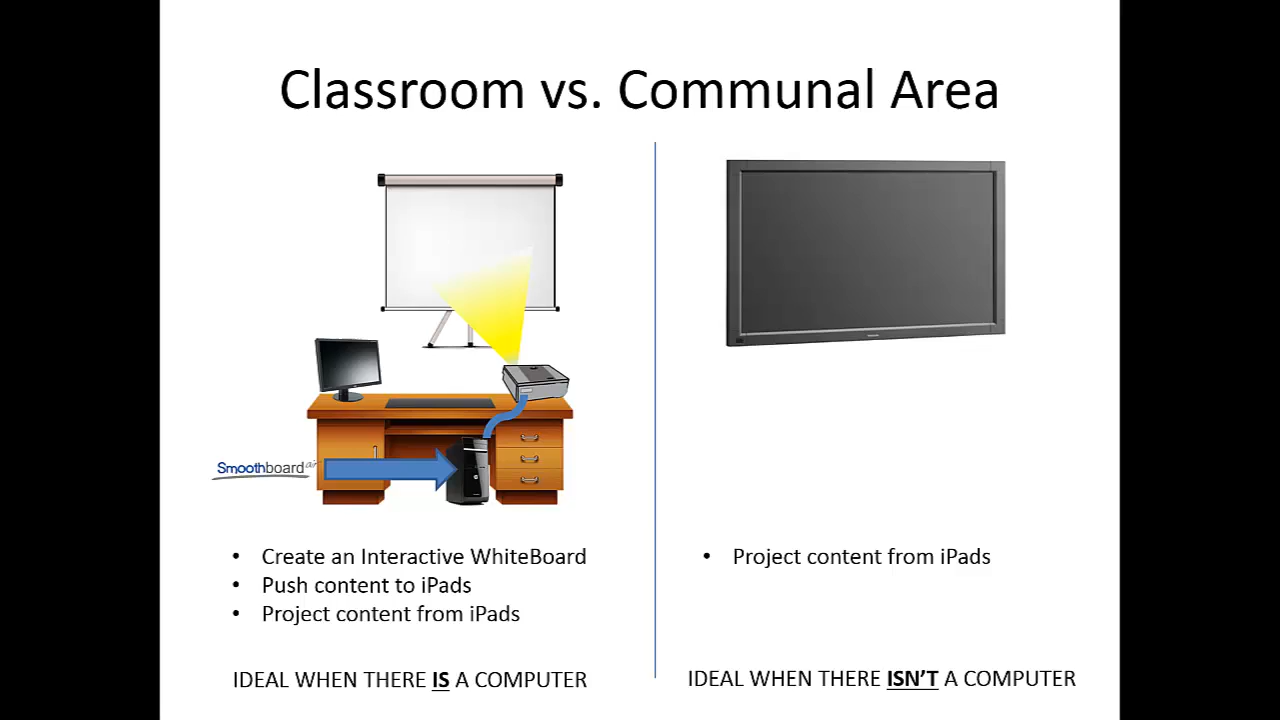 Classroom vs. Communal Area
Smoothboard air
• Create an Interactive WhiteBoard
• Push content to iPads
• Project content from iPads
IDEAL WHEN THERE IS A COMPUTER
• Project content from iPads
IDEAL WHEN THERE ISN'T A COMPUTER